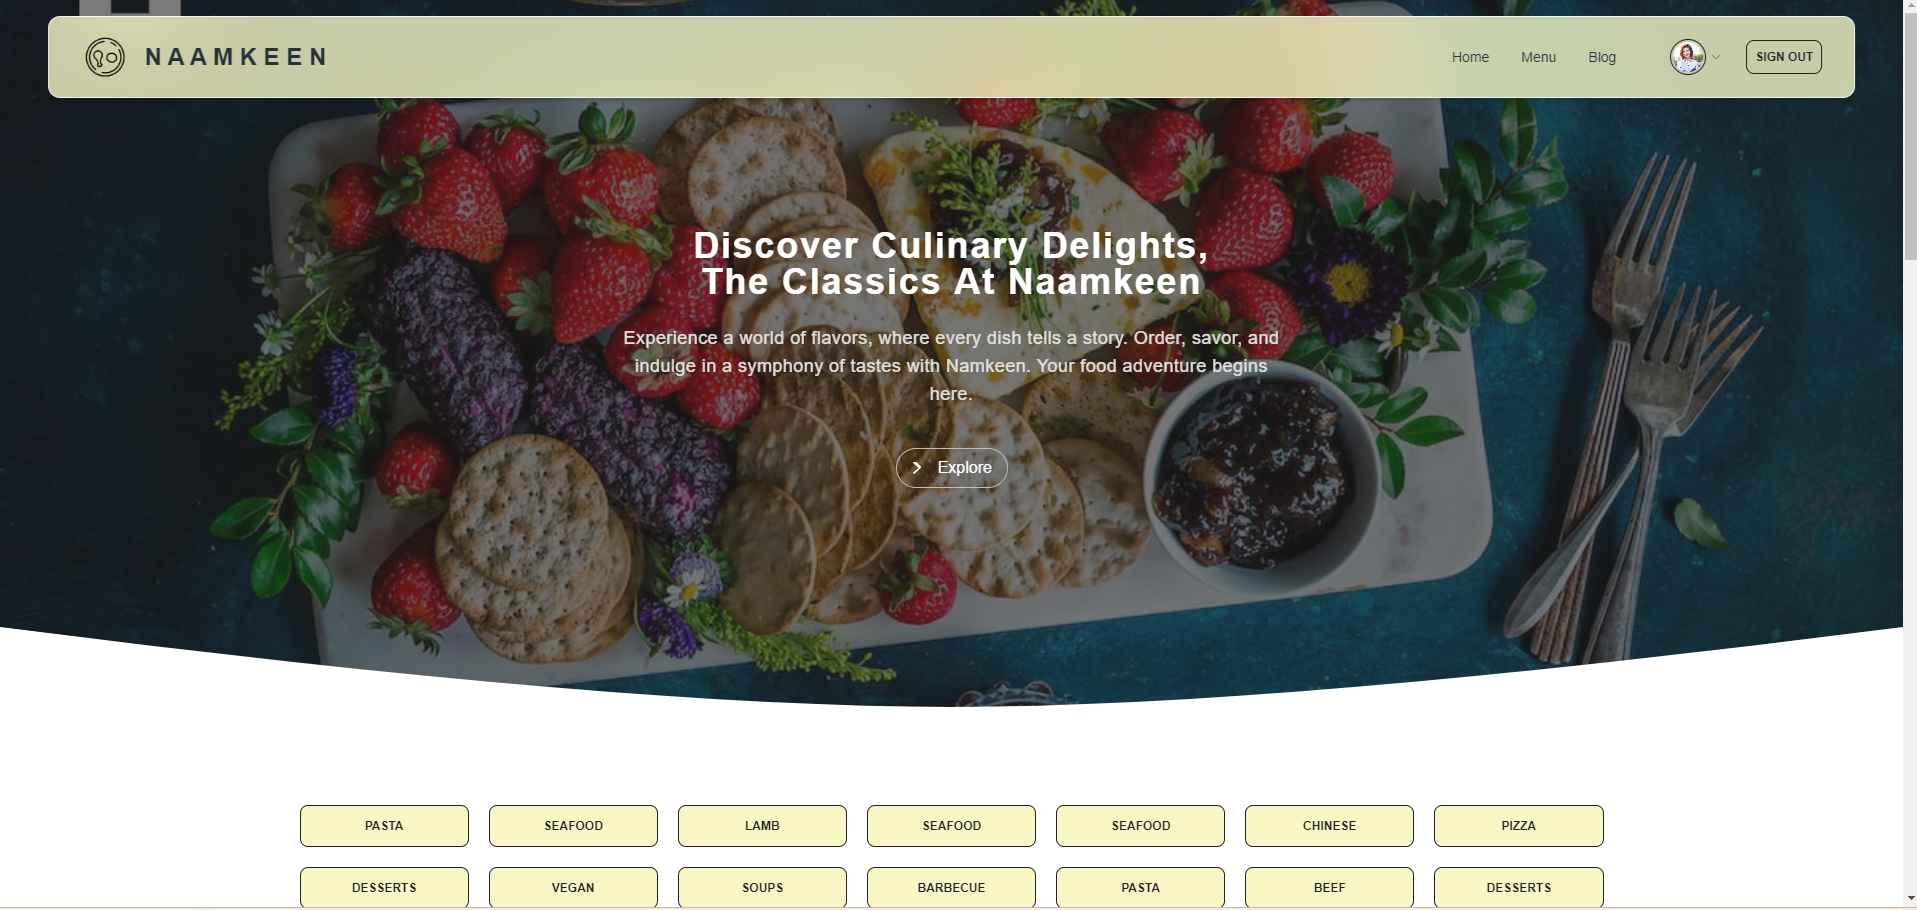 NAAMKEEN
Home Menu Blog SIGN OUT
Discover Culinary Delights,
The Classics At Naamkeen
Experience a world of flavors, where every dish tells a story. Order, savor, and
indulge in a symphony of tastes with Namkeen. Your food adventure begins
here.
Explore
PASTA SEAFOOD LAMB SEAFOOD SEAFOOD CHINESE PIZZA
DESSERTS VEGAN SOUPS BARBECUE PASTA BEEF DESSERTS